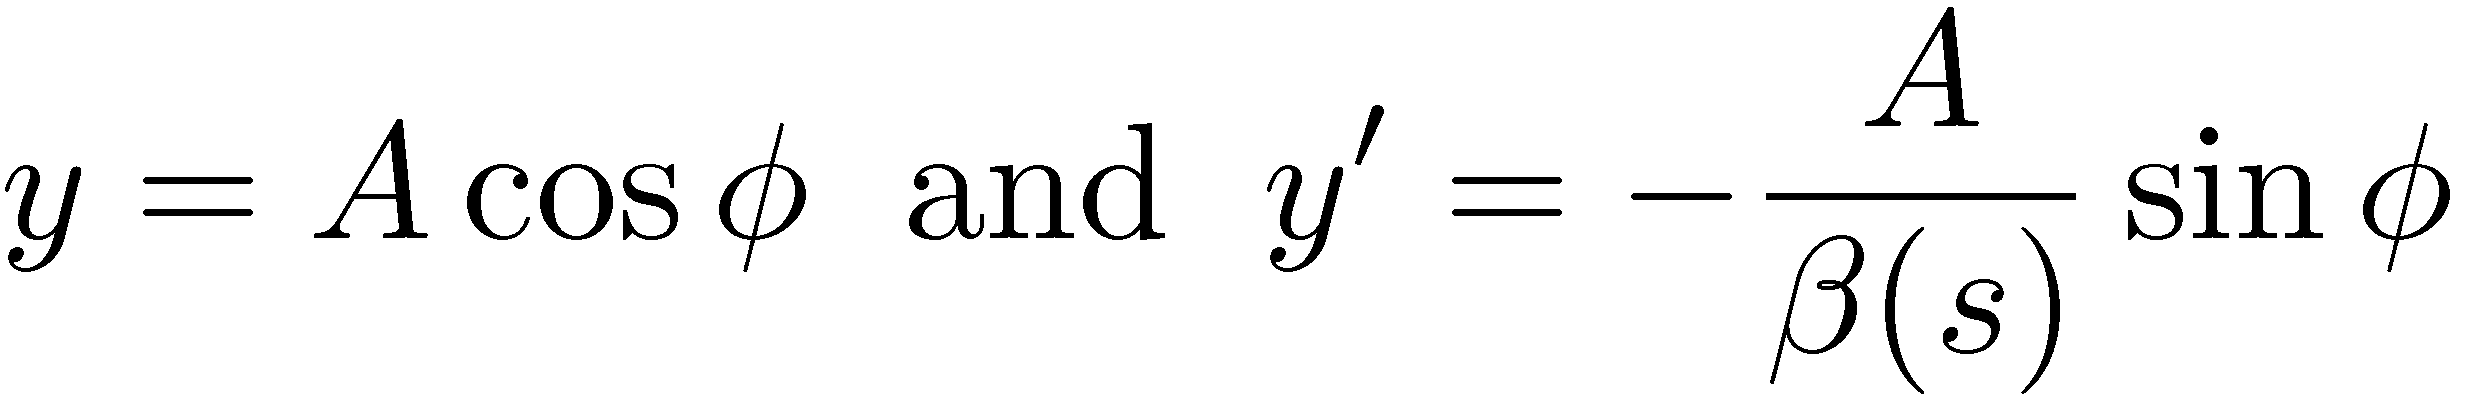 y = A cos ϕ and y′ = −A/β(s) sin ϕ